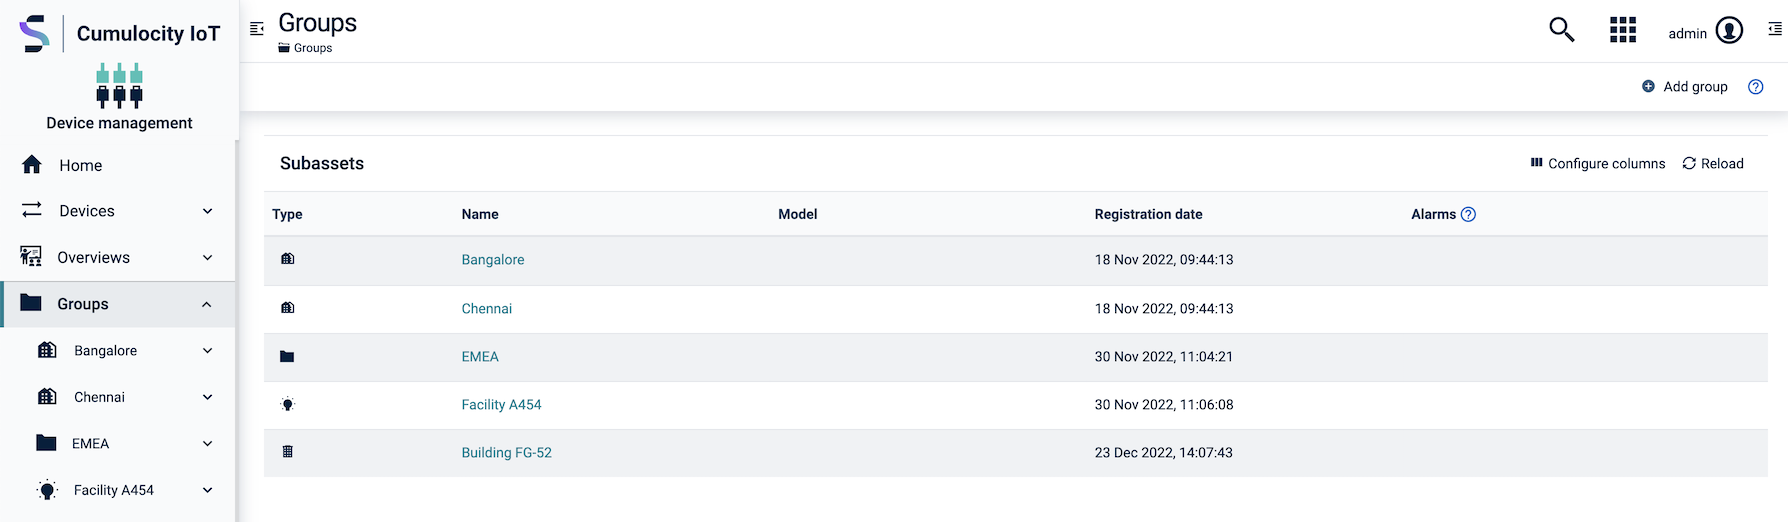 Cumulocity IoT
Device management
Home
Devices
Overviews
Groups
Bangalore
Chennai
EMEA
Facility A454
Groups
Groups
admin
Add group
Subassets
Configure columns Reload
Type Name Model Registration date Alarms
Bangalore 18 Nov 2022, 09:44:13
Chennai 18 Nov 2022, 09:44:13
EMEA 30 Nov 2022, 11:04:21
Facility A454 30 Nov 2022, 11:06:08
Building FG-52 23 Dec 2022, 14:07:43